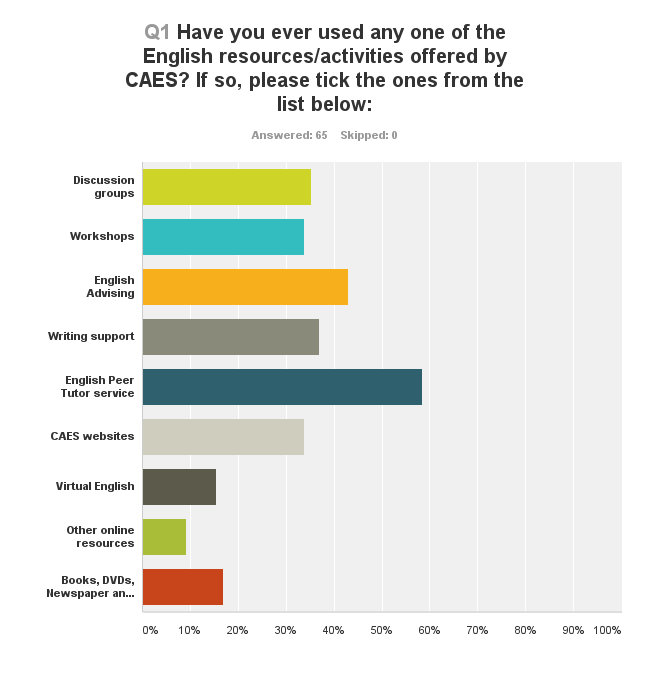 Q1 Have you ever used any one of the
English resources/activities offered by
CAES? If so, please tick the ones from the
list below:
Answered: 65 Skipped: 0
Discussion
groups
Workshops
English
Advising
Writing support
English Peer
Tutor service
CAES websites
Virtual English
Other online
resources
Books, DVDs,
Newspaper an...
0% 10% 20% 30% 40% 50% 60% 70% 80% 90% 100%